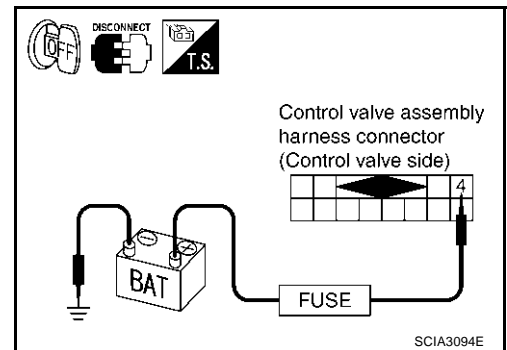 OFF
DISCONNECT
T.S.
Control valve assembly
harness connector
(Control valve side)
4
BAT
FUSE
SCIA3094E